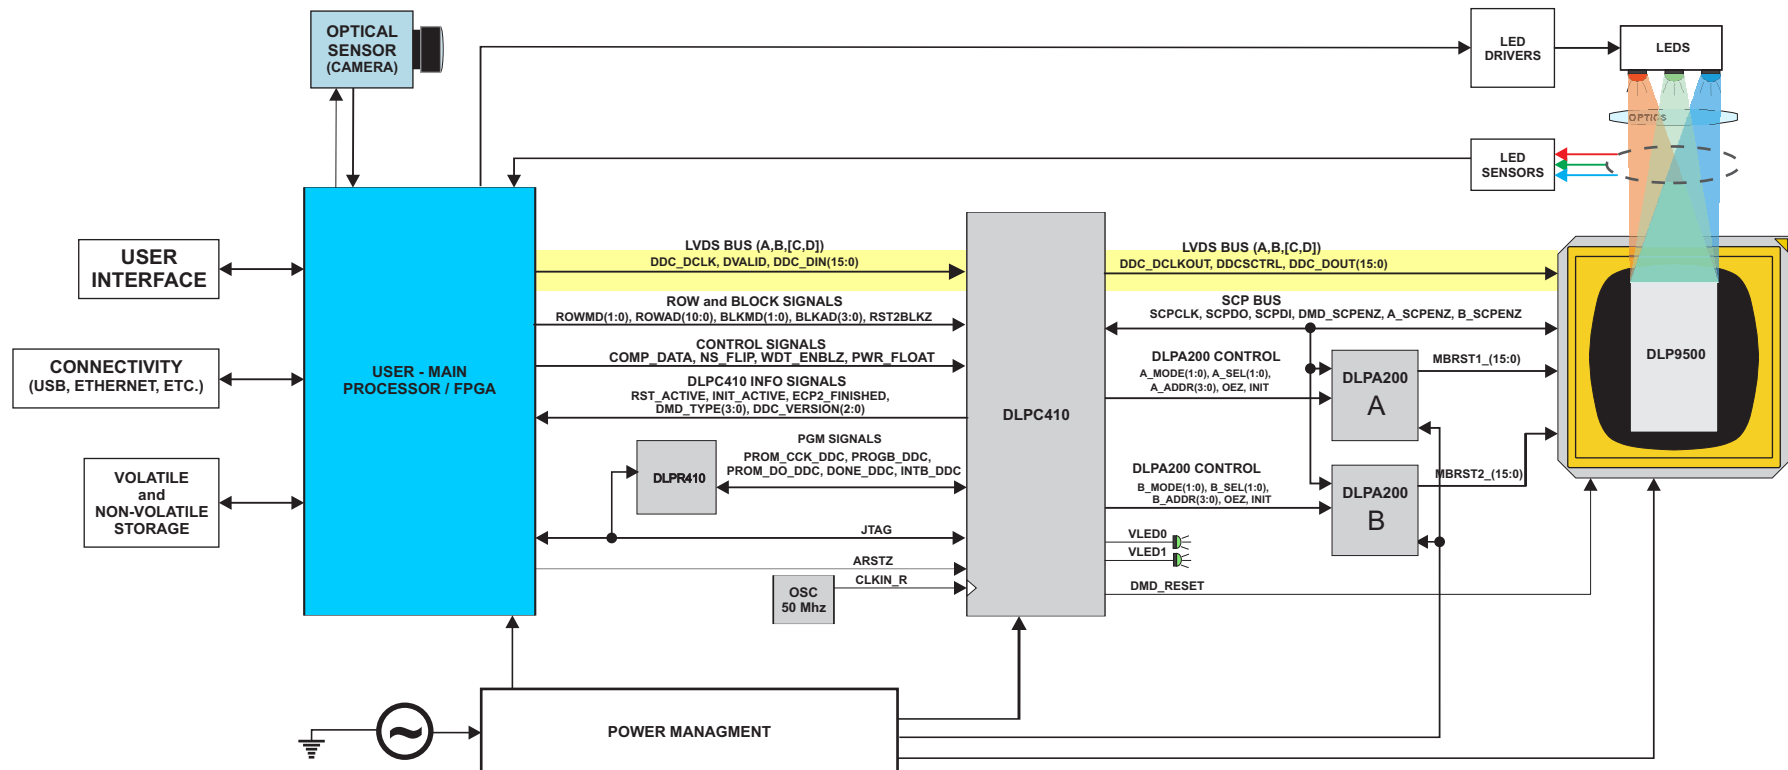 OPTICAL
SENSOR
(CAMERA)
LED
DRIVERS
LEDS
OPTICS
LED
SENSORS
USER
INTERFACE
CONNECTIVITY
(USB, ETHERNET, ETC.)
VOLATILE
and
NON-VOLATILE
STORAGE
USER - MAIN
PROCESSOR / FPGA
LVDS BUS (A,B,[C,D])
DDC_DCLK, DVALID, DDC_DIN(15:0)
ROW and BLOCK SIGNALS
ROWMD(1:0), ROWAD(10:0), BLKMD(1:0), BLKAD(3:0), RST2BLKZ
CONTROL SIGNALS
COMP_DATA, NS_FLIP, WDT_ENBLZ, PWR_FLOAT
DLPC410 INFO SIGNALS
RST_ACTIVE, INIT_ACTIVE, ECP2_FINISHED,
DMD_TYPE(3:0), DDC_VERSION(2:0)
PGM SIGNALS
PROM_CCK_DDC, PROGB_DDC,
PROM_DO_DDC, DONE_DDC, INTB_DDC
DLPR410
JTAG
ARSTZ
CLKIN_R
OSC
50 Mhz
DLPC410
LVDS BUS (A,B,[C,D])
DDC_DCLKOUT, DDCSCTRL, DDC_DOUT(15:0)
SCP BUS
SCPCLK, SCPDO, SCPDI, DMD_SCPENZ, A_SCPENZ, B_SCPENZ
DLPA200 CONTROL
A_MODE(1:0), A_SEL(1:0),
A_ADDR(3:0), OEZ, INIT
DLPA200
A
MBRST1_(15:0)
DLPA200 CONTROL
B_MODE(1:0), B_SEL(1:0),
B_ADDR(3:0), OEZ, INIT
DLPA200
B
MBRST2_(15:0)
VLED0
VLED1
DMD_RESET
DLP9500
POWER MANAGMENT